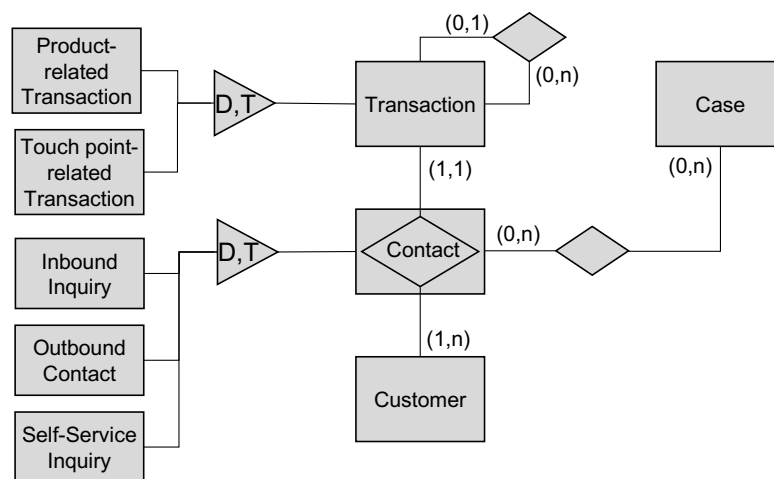 Product-
related
Transaction
Touch point-
related
Transaction
D,T
Transaction
(0,1)
(0,n)
Case
(0,n)
(1,1)
Inbound
Inquiry
Outbound
Contact
Self-Service
Inquiry
D,T
Contact
(0,n)
(1,n)
Customer